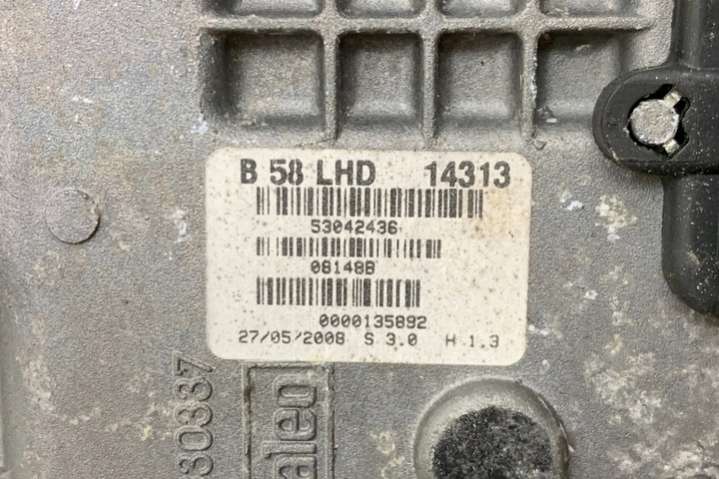 B 58 LHD 14313
53042436
08148B
0000135892
27/05/2008 S 3.0 H 1.3
30337
aleo